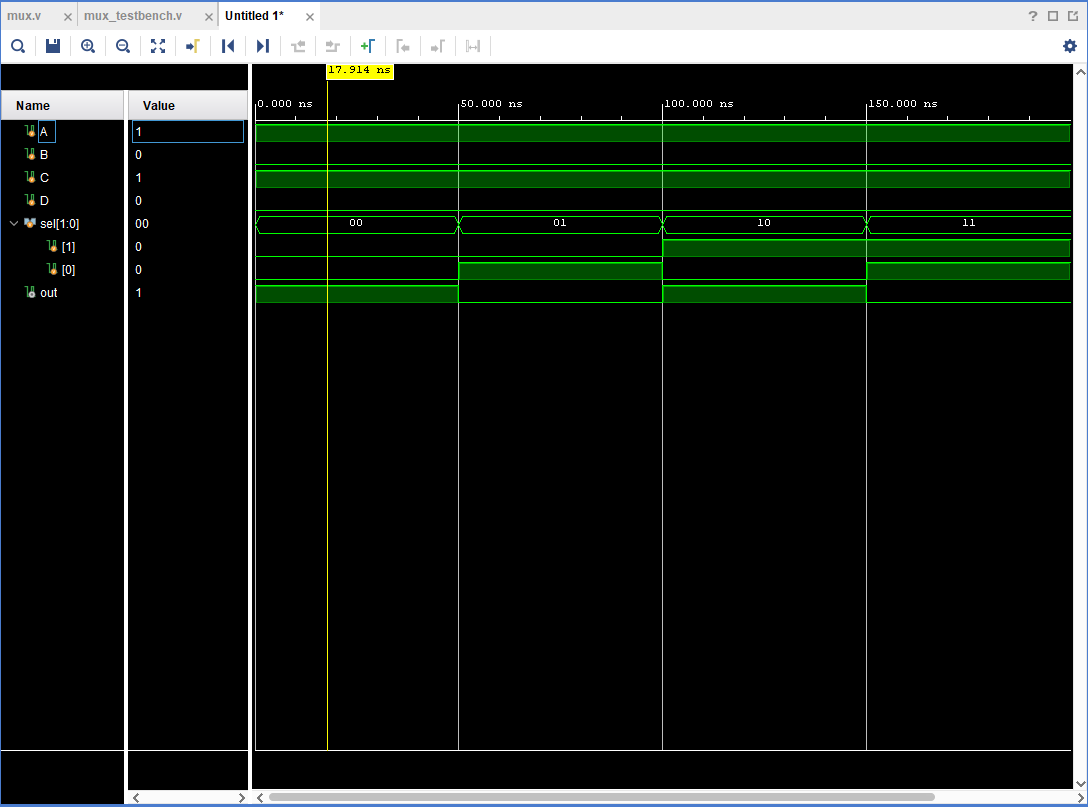 mux.v × mux_testbench.v × Untitled 1* × ?
17.914 ns
Name Value 0.000 ns 50.000 ns 100.000 ns 150.000 ns
A 1
B 0
C 1
D 0
sel[1:0] 00 00 01 10 11
[1] 0
[0] 0
out 1